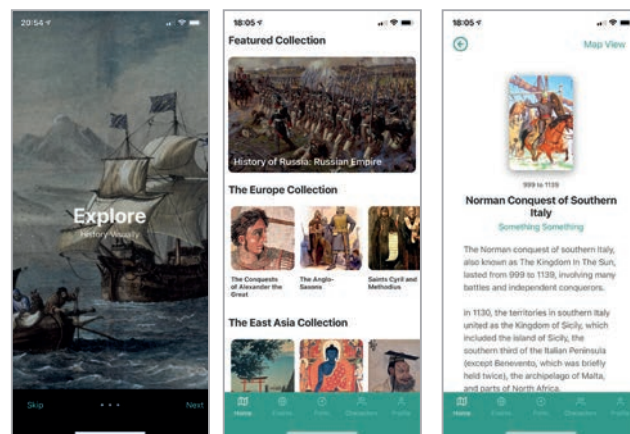 20:54
Explore
History Visually
Skip
Next
18:05
Featured Collection
History of Russia: Russian Empire
The Europe Collection
The Conquests
of Alexander the
Great
The Anglo-
Saxons
Saints Cyril and
Methodius
The East Asia Collection
Home
Events
Characters
Profile
18:05
Map View
999 to 1139
Norman Conquest of Southern
Italy
Something Something
The Norman conquest of southern Italy,
also known as The Kingdom In The Sun,
lasted from 999 to 1139, involving many
battles and independent conquerors.
In 1130, the territories in southern Italy
united as the Kingdom of Sicily, which
included the island of Sicily, the
southern third of the Italian Peninsula
(except Benevento, which was briefly
held twice), the archipelago of Malta,
and parts of North Africa.
Home
Events
Characters
Profile